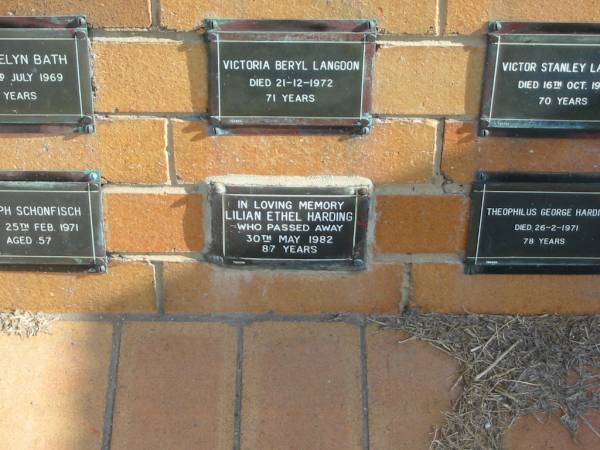 ELYN BATH
JULY 1969
YEARS
VICTORIA BERYL LANGDON
DIED 21-12-1972
71 YEARS
VICTOR STANLEY LA
DIED 16TH OCT. 19
70 YEARS
PH SCHONFISCH
25TH FEB. 1971
AGED 57
IN LOVING MEMORY
LILIAN ETHEL HARDING
WHO PASSED AWAY
30TH MAY 1982
87 YEARS
THEOPHILUS GEORGE HARDI
DIED 26-2-1971
78 YEARS